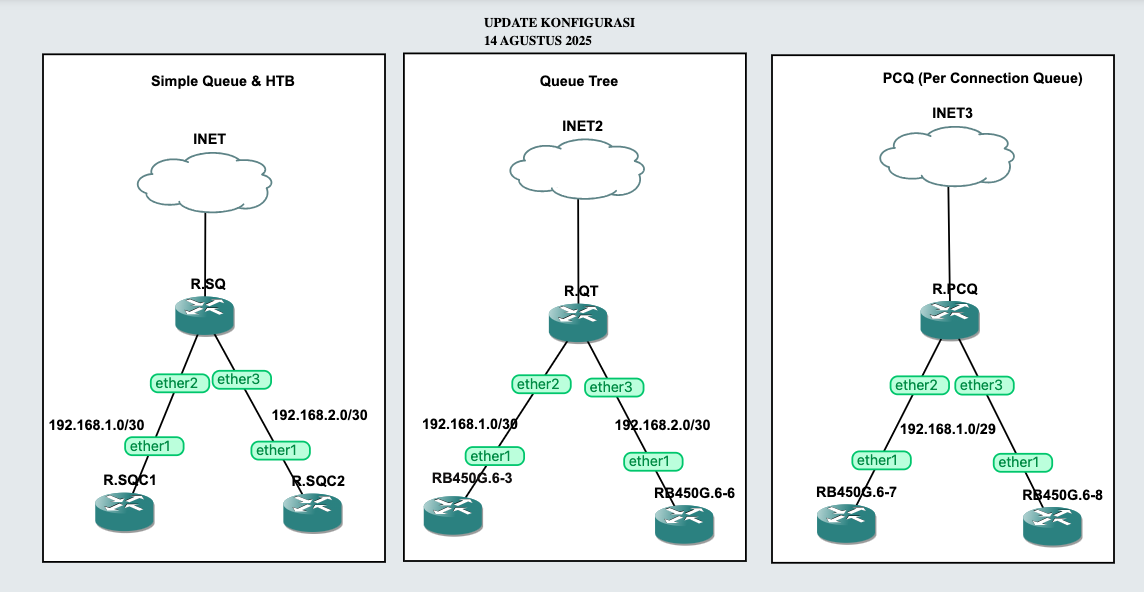 UPDATE KONFIGURASI
14 AGUSTUS 2025
Simple Queue & HTB
INET
R.SQ
ether2
ether3
192.168.1.0/30
192.168.2.0/30
ether1
ether1
R.SQC1
R.SQC2
Queue Tree
INET2
R.QT
ether2
ether3
192.168.1.0/30
192.168.2.0/30
ether1
ether1
RB450G.6-3
RB450G.6-6
PCQ (Per Connection Queue)
INET3
R.PCQ
ether2
ether3
192.168.1.0/29
ether1
ether1
RB450G.6-7
RB450G.6-8